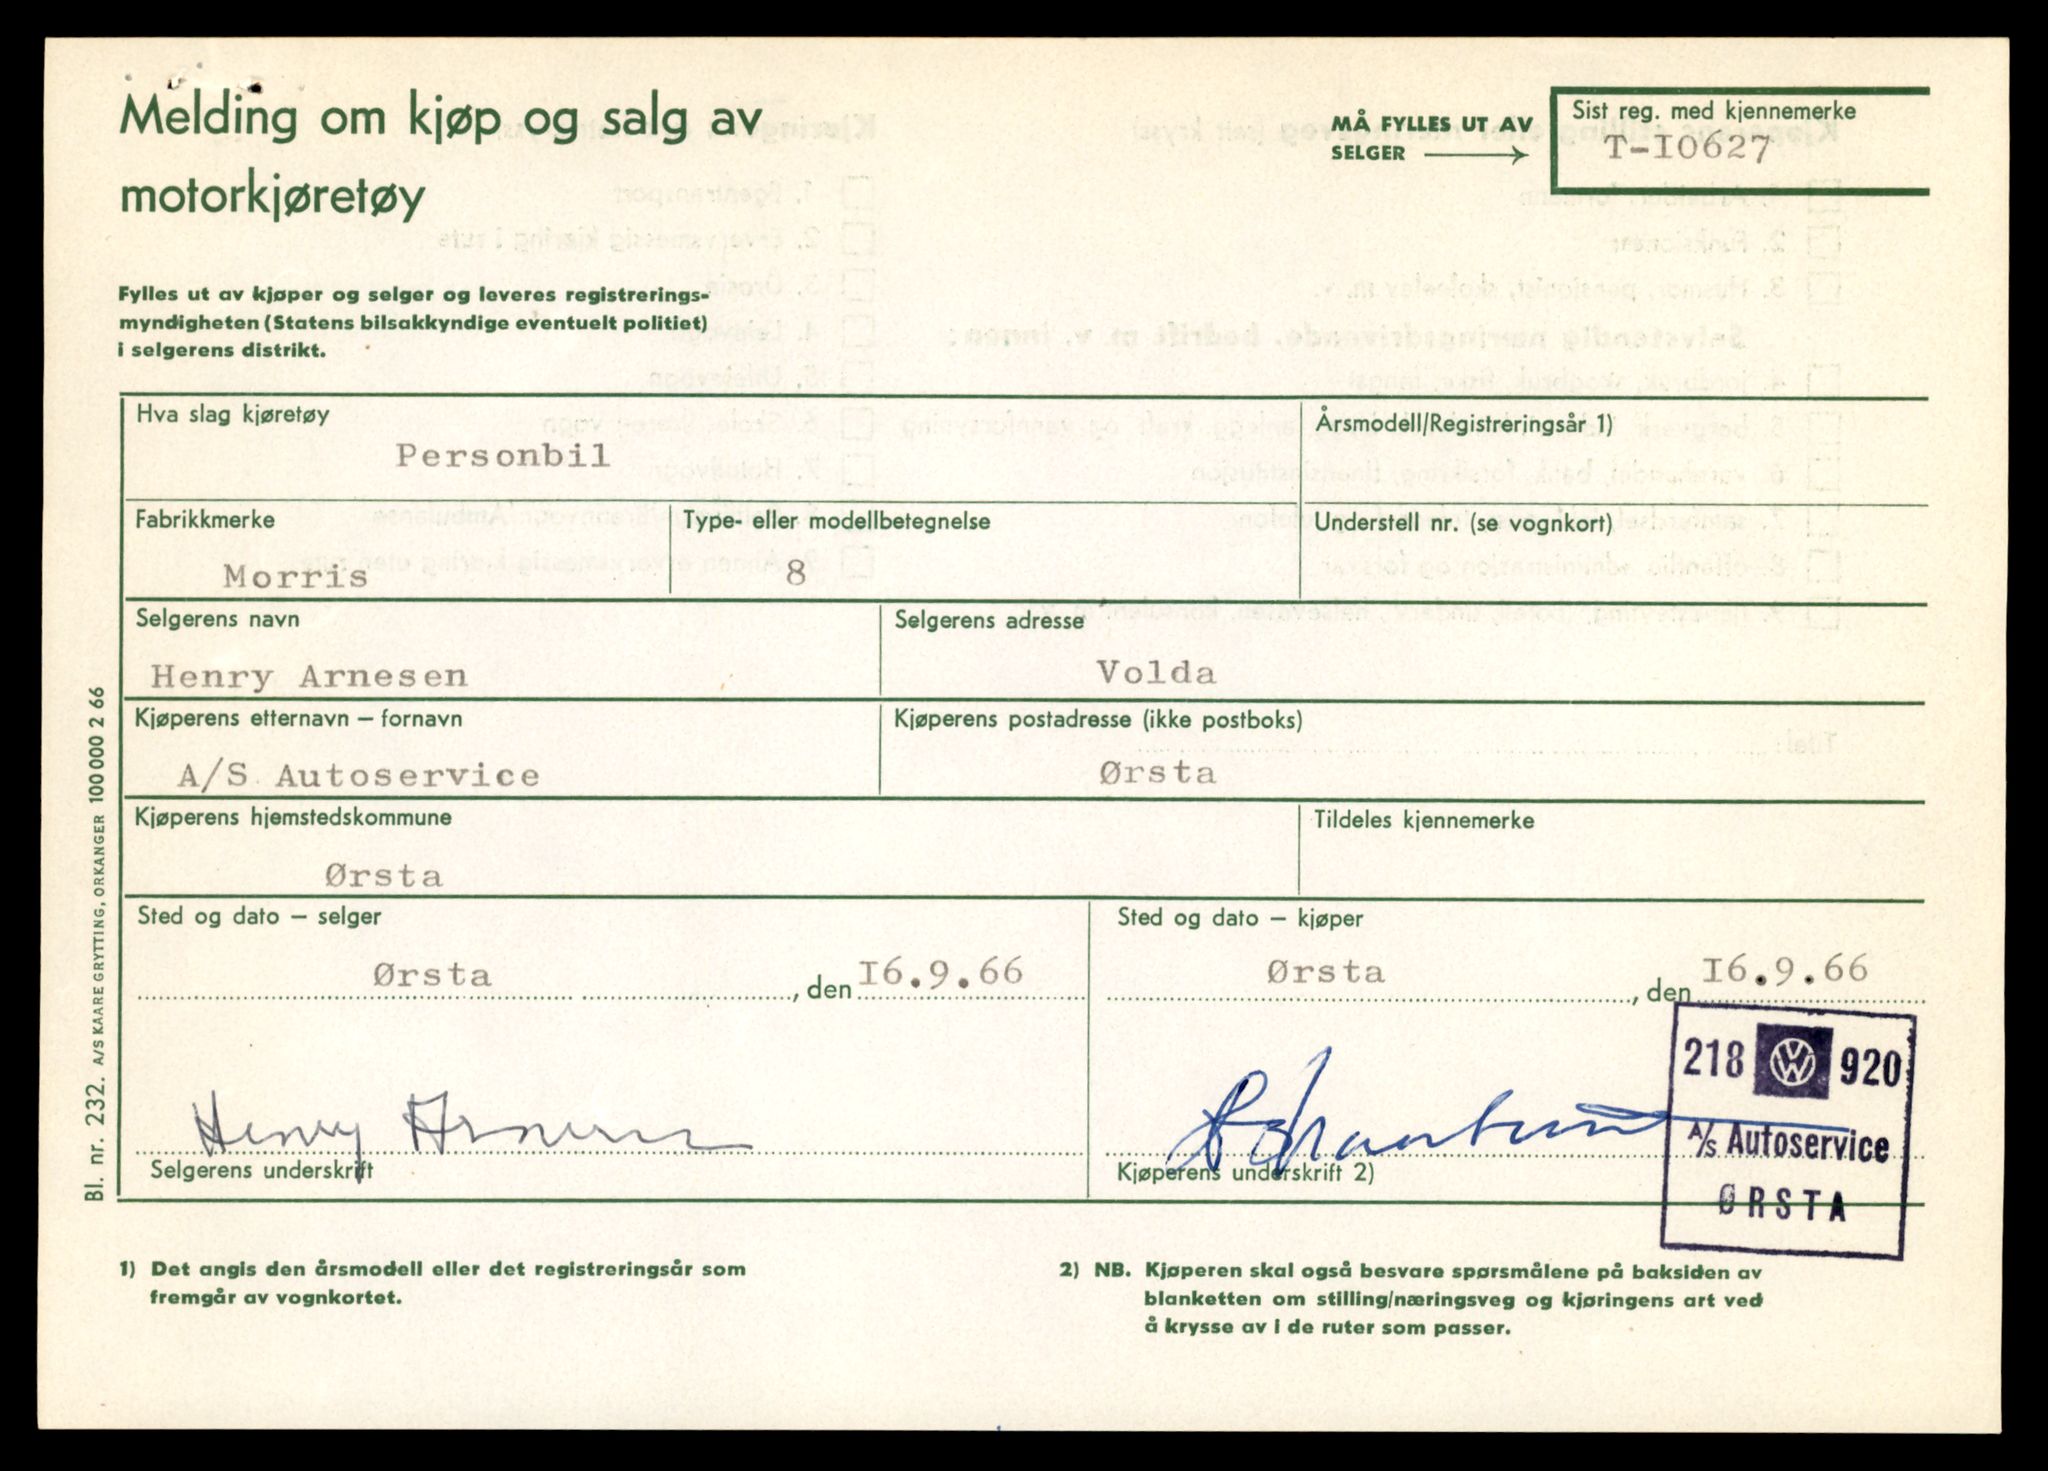 Melding om kjøp og salg av
motorkjøretøy
MÅ FYLLES UT AV
SELGER
Sist reg. med kjennemerke
T-I0627
Fylles ut av kjøper og selger og leveres registrerings-
myndigheten (Statens bilsakkyndige eventuelt politiet)
i selgerens distrikt.
Hva slag kjøretøy
Personbil
Årsmodell/Registreringsår 1)
Fabrikkmerke
Morris
Type- eller modellbetegnelse
8
Understell nr. (se vognkort)
Selgerens navn
Henry Arnesen
Selgerens adresse
Volda
Kjøperens etternavn – fornavn
A/S Autoservice
Kjøperens postadresse (ikke postboks)
Ørsta
Kjøperens hjemstedskommune
Ørsta
Tildeles kjennemerke
Sted og dato – selger
Ørsta, den I6.9.66
Sted og dato – kjøper
Ørsta, den I6.9.66
Henry Arnesen
Selgerens underskrift
Kjøperens underskrift 2)
218 VW 920
A/S Autoservice
ØRSTA
1) Det angis den årsmodell eller det registreringsår som
fremgår av vognkortet.
2) NB. Kjøperen skal også besvare spørsmålene på baksiden av
blanketten om stilling/næringsveg og kjøringens art ved
å krysse av i de ruter som passer.
Bl. nr. 232. A/S KAARE GRYTTING, ORKANGER 100 000 2 66